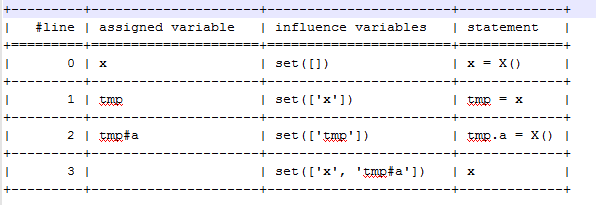 #line | assigned variable | influence variables | statement
0 | x | set([]) | x = X()
1 | tmp | set(['x']) | tmp = x
2 | tmp#a | set(['tmp']) | tmp.a = X()
3 | | set(['x', 'tmp#a']) | x